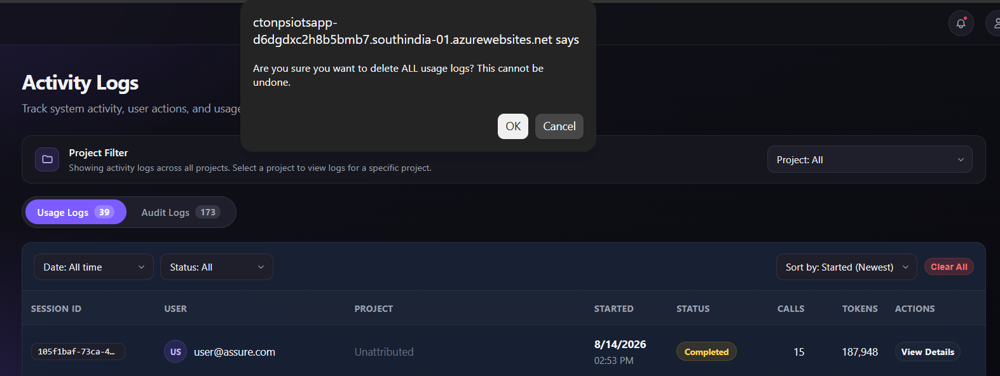 ctonpsiotsapp-
d6dgdxc2h8b5bmb7.southindia-01.azurewebsites.net says
Are you sure you want to delete ALL usage logs? This cannot be
undone.
OK
Cancel
Activity Logs
Track system activity, user actions, and usage
Project Filter
Showing activity logs across all projects. Select a project to view logs for a specific project.
Project: All
Usage Logs 39
Audit Logs 173
Date: All time
Status: All
Sort by: Started (Newest)
Clear All
SESSION ID USER PROJECT STARTED STATUS CALLS TOKENS ACTIONS
105f1baf-73ca-4…
US
user@assure.com
Unattributed
8/14/2026
02:53 PM
Completed
15
187,948
View Details